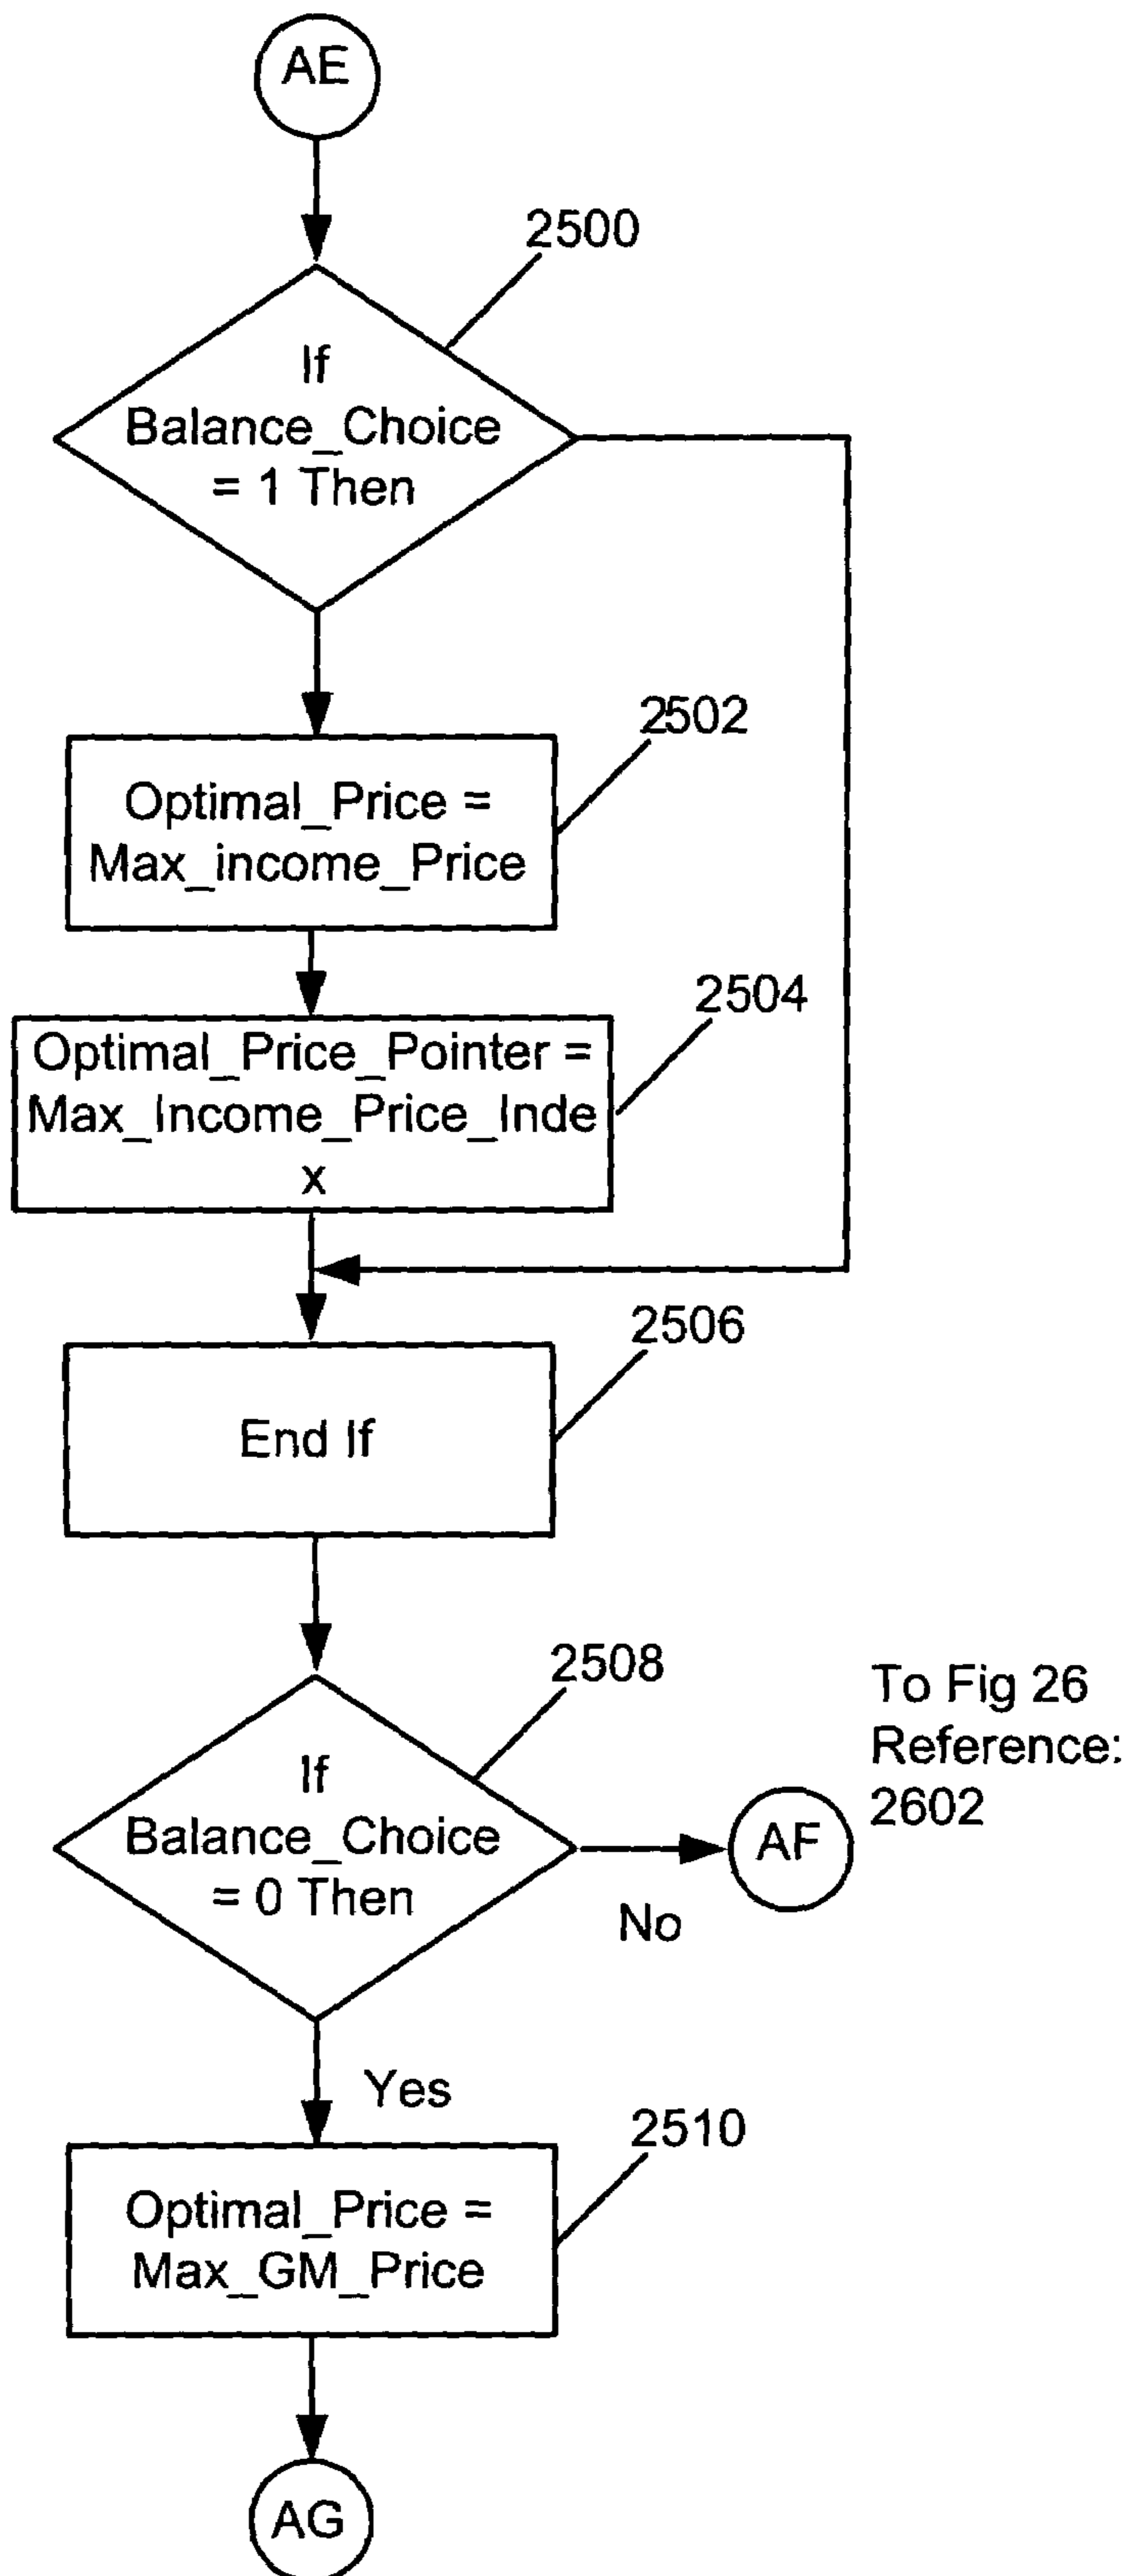 AE
2500
If
Balance_Choice
= 1 Then
2502
Optimal_Price =
Max_income_Price
2504
Optimal_Price_Pointer =
Max_Income_Price_Inde
x
2506
End If
2508
To Fig 26
Reference:
2602
If
Balance_Choice
= 0 Then
AF
No
Yes
2510
Optimal_Price =
Max_GM_Price
AG